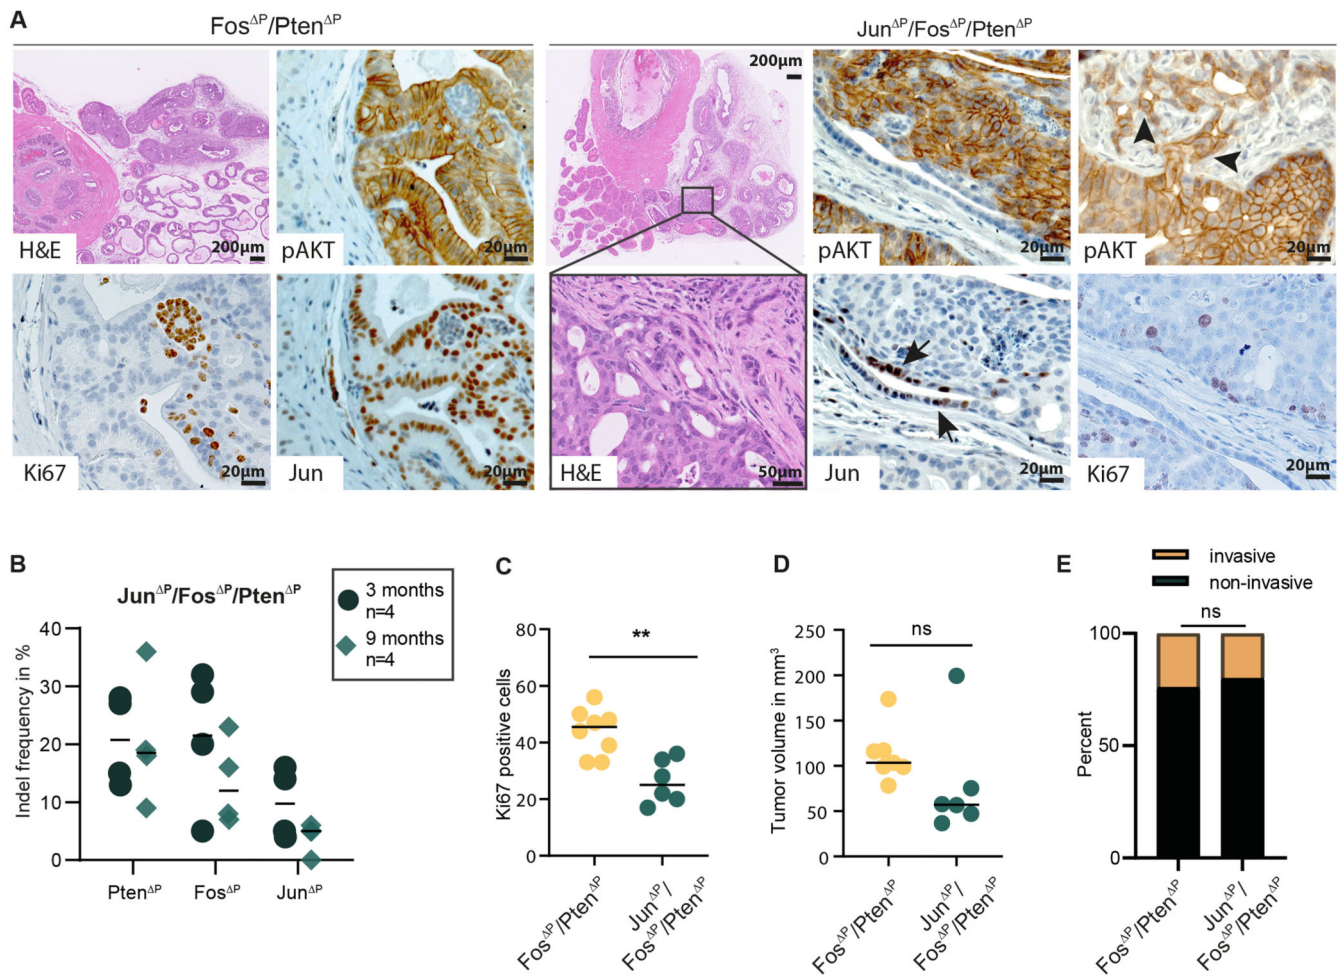 A
Fos^ΔP/Pten^ΔP
Jun^ΔP/Fos^ΔP/Pten^ΔP
H&E
200µm
pAKT
20µm
200µm
pAKT
20µm
pAKT
20µm
Ki67
20µm
Jun
20µm
H&E
50µm
Jun
20µm
Ki67
20µm
B
Jun^ΔP/Fos^ΔP/Pten^ΔP
3 months
n=4
9 months
n=4
Indel frequency in %
40
30
20
10
0
Pten^ΔP
Fos^ΔP
Jun^ΔP
C
**
Ki67 positive cells
80
60
40
20
0
Fos^ΔP/Pten^ΔP
Jun^ΔP/
Fos^ΔP/Pten^ΔP
D
ns
Tumor volume in mm³
250
200
150
100
50
0
Fos^ΔP/Pten^ΔP
Jun^ΔP/
Fos^ΔP/Pten^ΔP
E
invasive
non-invasive
ns
Percent
100
50
0
Fos^ΔP/Pten^ΔP
Jun^ΔP/
Fos^ΔP/Pten^ΔP